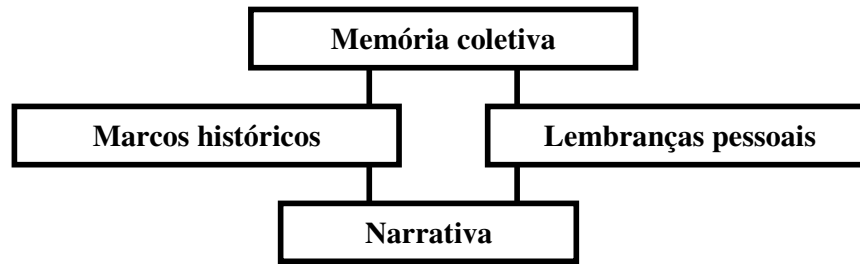 Memória coletiva
Marcos históricos
Lembranças pessoais
Narrativa